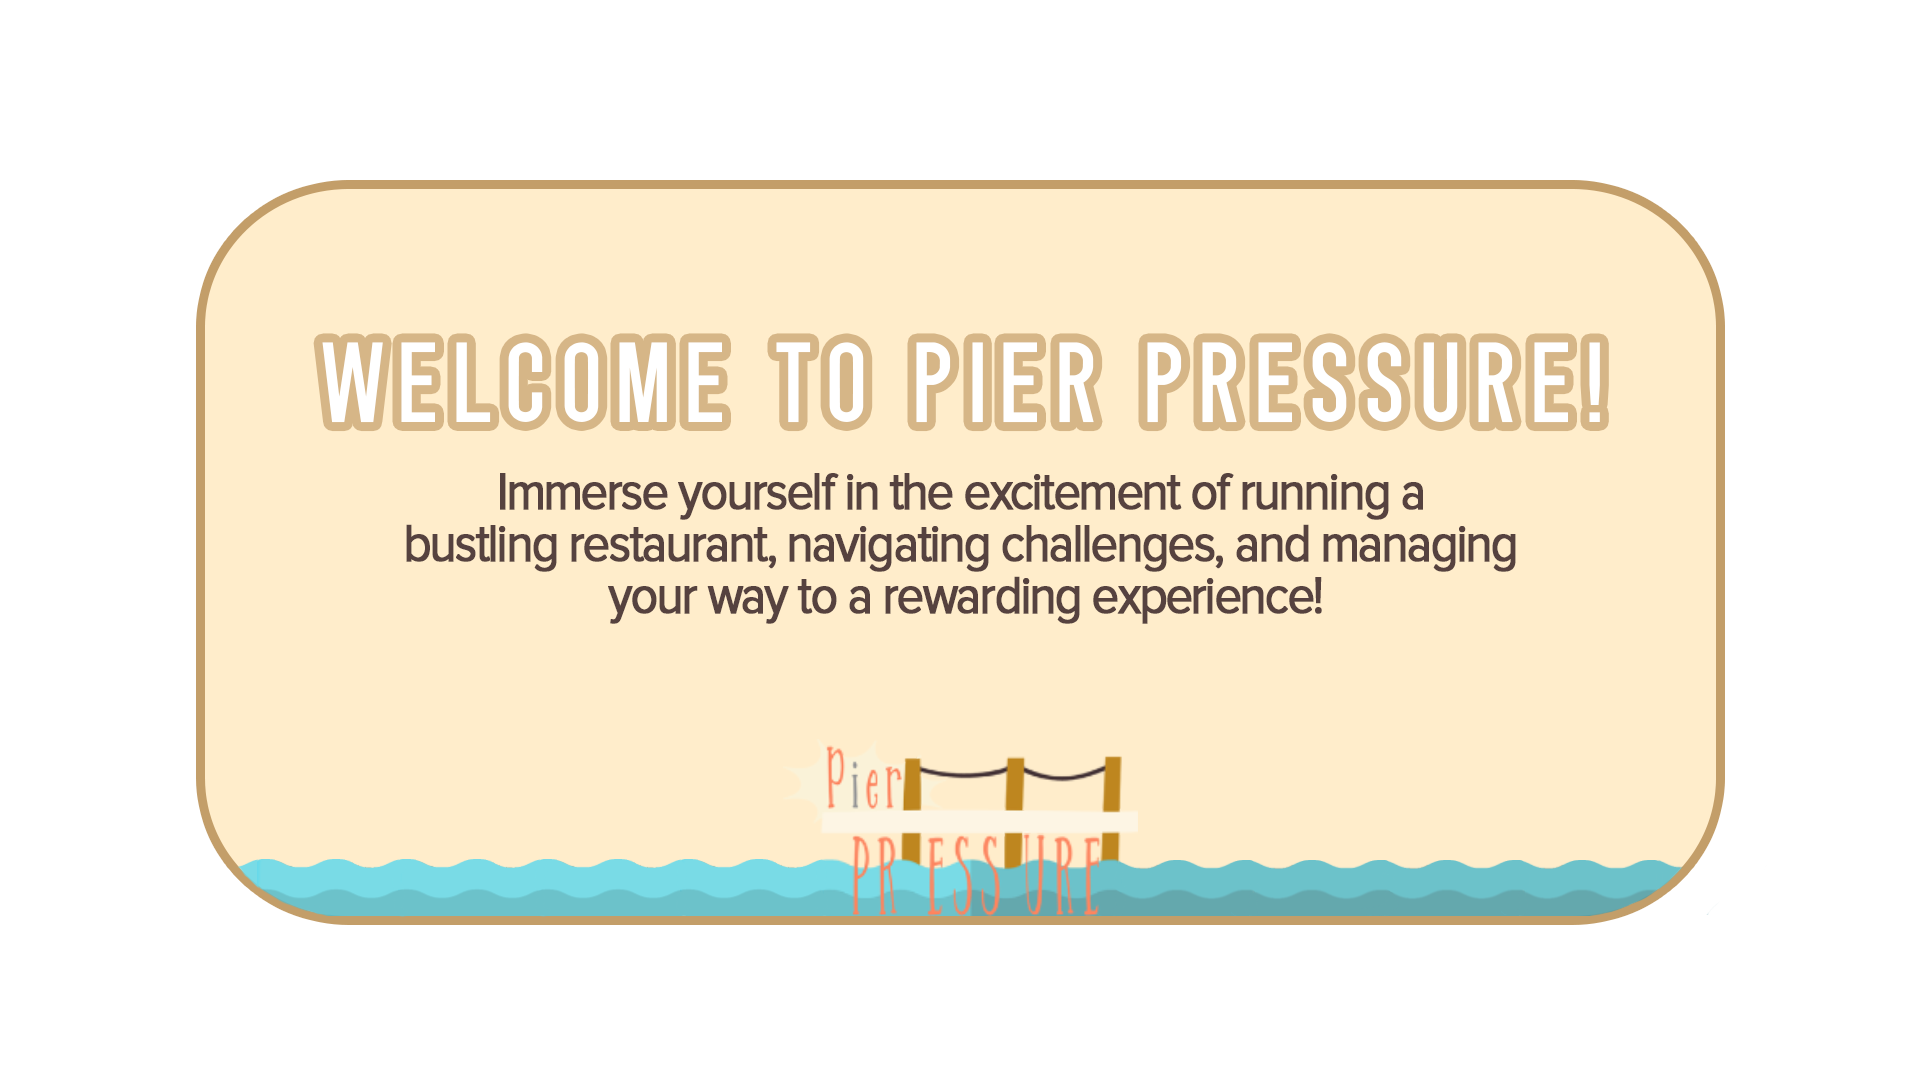 WELCOME TO PIER PRESSURE!
Immerse yourself in the excitement of running a
bustling restaurant, navigating challenges, and managing
your way to a rewarding experience!
Pier
PRESSURE